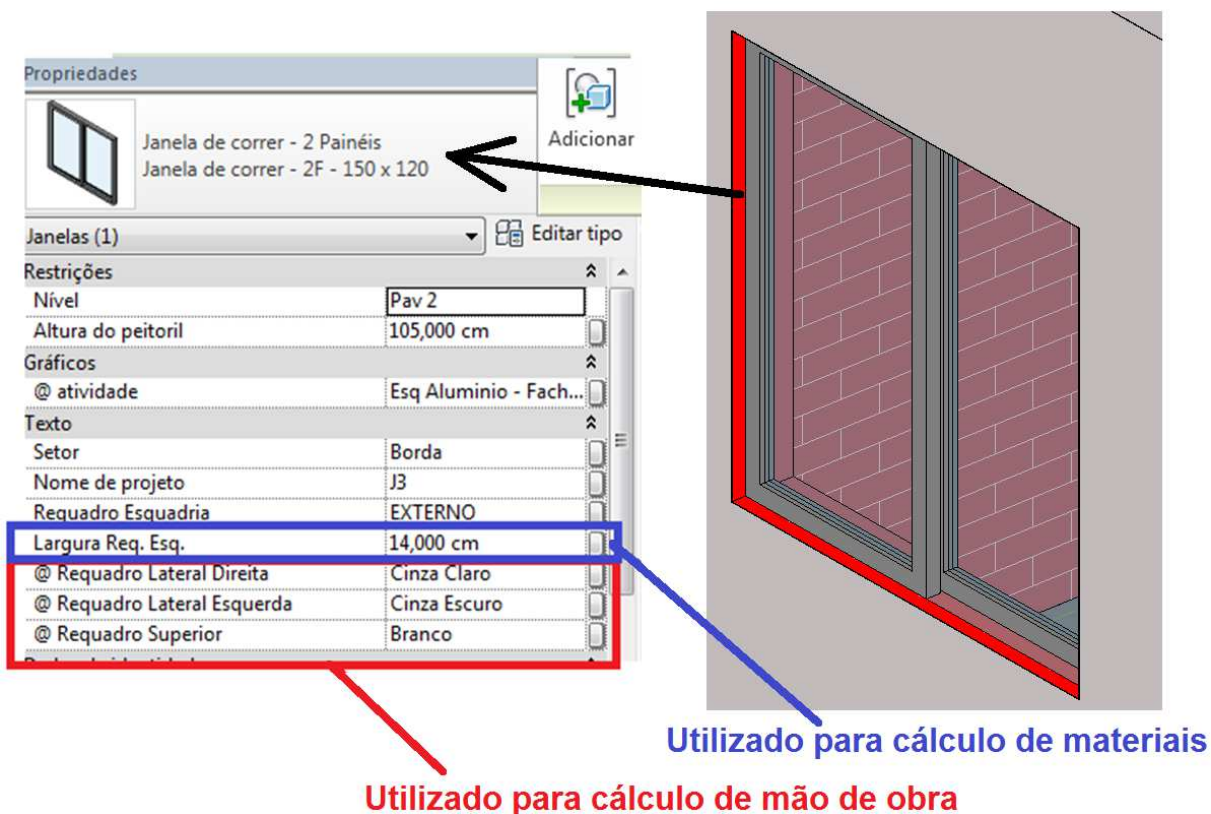 Propriedades
Janela de correr - 2 Painéis
Janela de correr - 2F - 150 x 120
Adicionar
Janelas (1)
Editar tipo
Restrições
Nível Pav 2
Altura do peitoril 105,000 cm
Gráficos
@ atividade Esq Aluminio - Fach...
Texto
Setor Borda
Nome de projeto J3
Requadro Esquadria EXTERNO
Largura Req. Esq. 14,000 cm
@ Requadro Lateral Direita Cinza Claro
@ Requadro Lateral Esquerda Cinza Escuro
@ Requadro Superior Branco
Utilizado para cálculo de materiais
Utilizado para cálculo de mão de obra